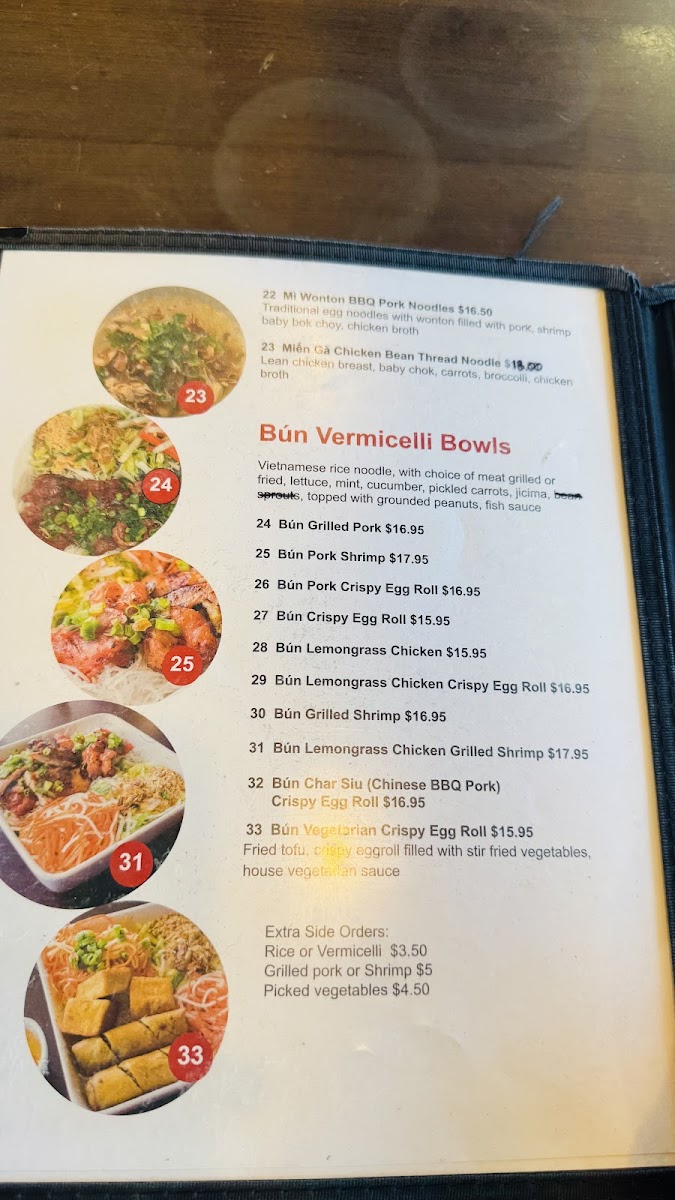 22 Mì Wonton BBQ Pork Noodles $16.50
Traditional egg noodles with wonton filled with pork, shrimp
baby bok choy, chicken broth
23 Miến Gà Chicken Bean Thread Noodle $18.00
Lean chicken breast, baby chok, carrots, broccolli, chicken
broth
23
Bún Vermicelli Bowls
Vietnamese rice noodle, with choice of meat grilled or
fried, lettuce, mint, cucumber, pickled carrots, jicima, bean
sprouts, topped with grounded peanuts, fish sauce
24
24 Bún Grilled Pork $16.95
25 Bún Pork Shrimp $17.95
26 Bún Pork Crispy Egg Roll $16.95
27 Bún Crispy Egg Roll $15.95
28 Bún Lemongrass Chicken $15.95
25
29 Bún Lemongrass Chicken Crispy Egg Roll $16.95
30 Bún Grilled Shrimp $16.95
31 Bún Lemongrass Chicken Grilled Shrimp $17.95
32 Bún Char Siu (Chinese BBQ Pork)
Crispy Egg Roll $16.95
33 Bún Vegetarian Crispy Egg Roll $15.95
Fried tofu, crispy eggroll filled with stir fried vegetables,
house vegetarian sauce
31
Extra Side Orders:
Rice or Vermicelli $3.50
Grilled pork or Shrimp $5
Picked vegetables $4.50
33